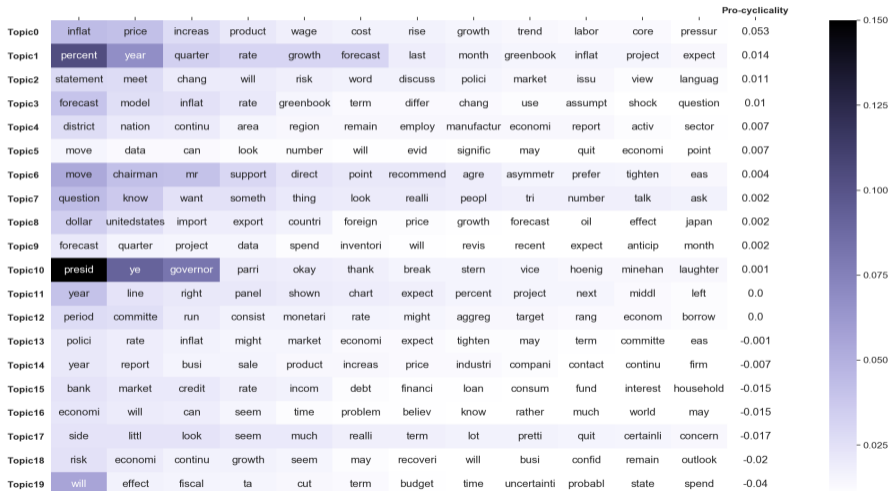 Pro-cyclicality
Topic0 inflat price increas product wage cost rise growth trend labor core pressur 0.053
Topic1 percent year quarter rate growth forecast last month greenbook inflat project expect 0.014
Topic2 statement meet chang will risk word discuss polici market issu view languag 0.011
Topic3 forecast model inflat rate greenbook term differ chang use assumpt shock question 0.01
Topic4 district nation continu area region remain employ manufactur economi report activ sector 0.007
Topic5 move data can look number will evid signific may quit economi point 0.007
Topic6 move chairman mr support direct point recommend agre asymmetr prefer tighten eas 0.004
Topic7 question know want someth thing look realli peopl tri number talk ask 0.002
Topic8 dollar unitedstates import export countri foreign price growth forecast oil effect japan 0.002
Topic9 forecast quarter project data spend inventori will revis recent expect anticip month 0.002
Topic10 presid ye governor parri okay thank break stern vice hoenig minehan laughter 0.001
Topic11 year line right panel shown chart expect percent project next middl left 0.0
Topic12 period committe run consist monetari rate might aggreg target rang econom borrow 0.0
Topic13 polici rate inflat might market economi expect tighten may term committe eas -0.001
Topic14 year report busi sale product increas price industri compani contact continu firm -0.007
Topic15 bank market credit rate incom debt financi loan consum fund interest household -0.015
Topic16 economi will can seem time problem believ know rather much world may -0.015
Topic17 side littl look seem much realli term lot pretti quit certainli concern -0.017
Topic18 risk economi continu growth seem may recoveri will busi confid remain outlook -0.02
Topic19 will effect fiscal ta cut term budget time uncertainti probabl state spend -0.04
0.150
0.125
0.100
0.075
0.050
0.025